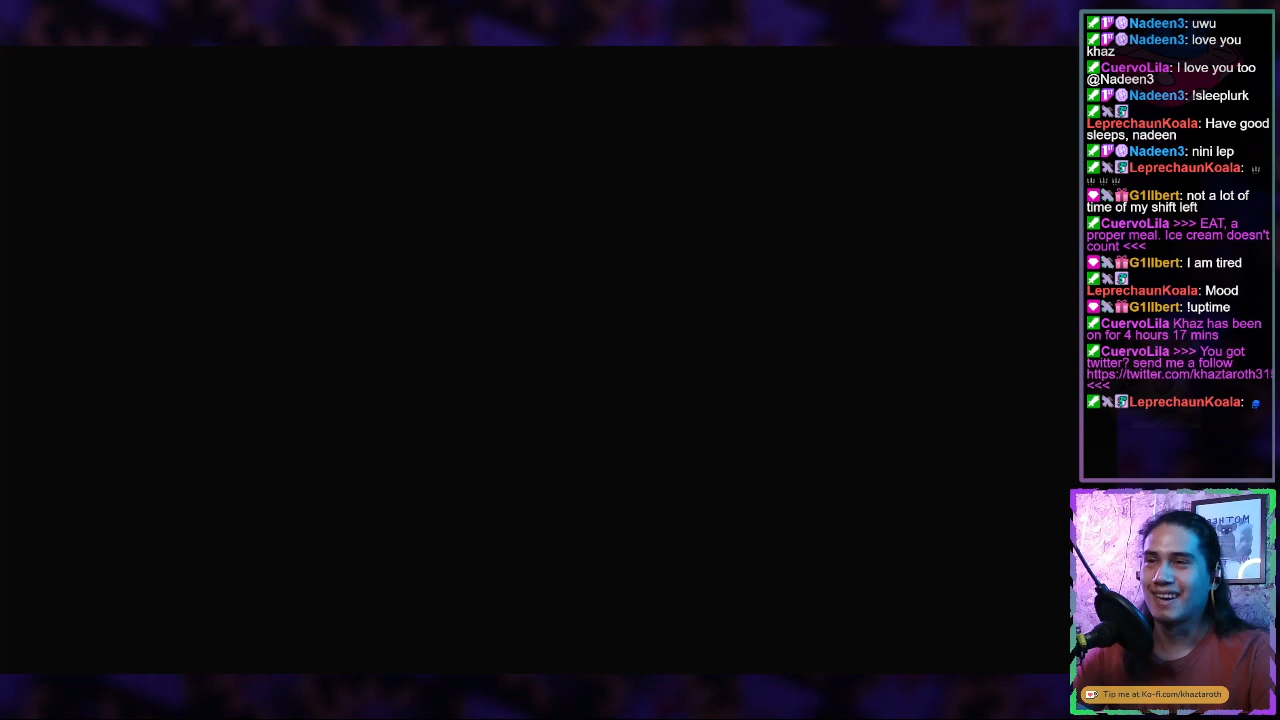 Nadeen3: uwu
Nadeen3: love you
khaz
CuervoLila: I love you too
@Nadeen3
Nadeen3: !sleeplurk
LeprechaunKoala: Have good
sleeps, nadeen
Nadeen3: nini lep
LeprechaunKoala:
G1llbert: not a lot of
time of my shift left
CuervoLila >>> EAT, a
proper meal. Ice cream doesn't
count <<<
G1llbert: I am tired
LeprechaunKoala: Mood
G1llbert: !uptime
CuervoLila Khaz has been
on for 4 hours 17 mins
CuervoLila >>> You got
twitter? send me a follow
https://twitter.com/khaztaroth315
<<<
LeprechaunKoala:
MOTHER
Tip me at Ko-fi.com/khaztaroth